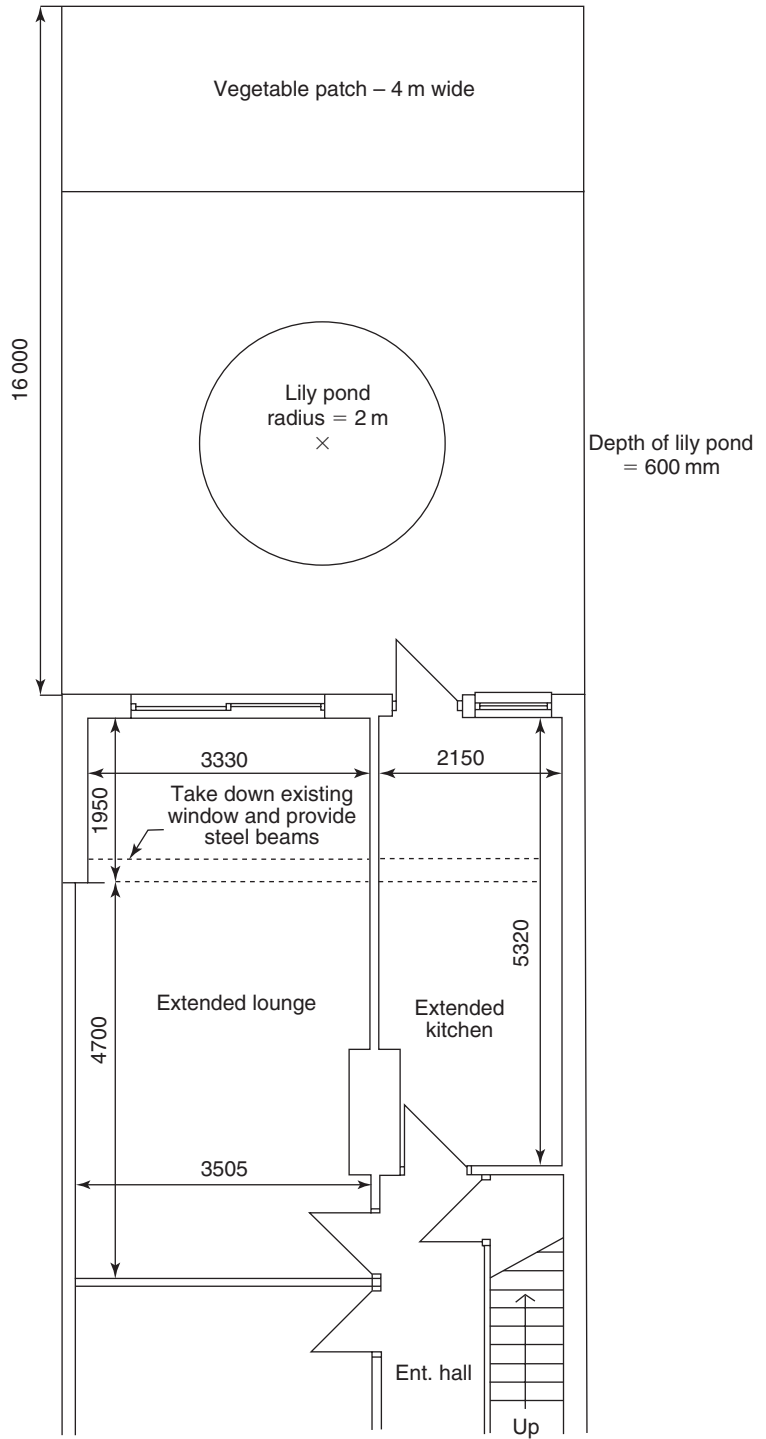 Vegetable patch – 4 m wide
16 000
Lily pond
radius = 2 m
×
Depth of lily pond
= 600 mm
3330
2150
1950
Take down existing
window and provide
steel beams
5320
4700
Extended lounge
Extended
kitchen
3505
Ent. hall
Up